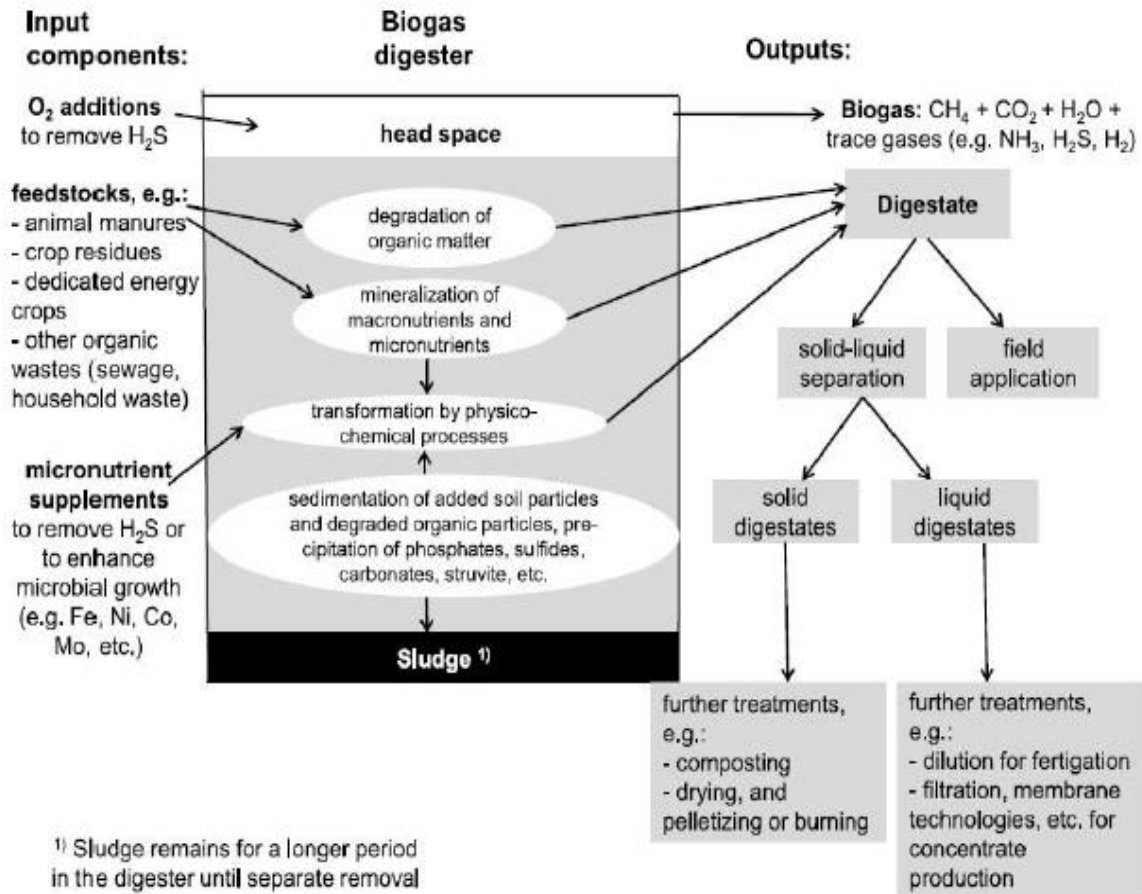 Input
components:
Biogas
digester
Outputs:
O₂ additions
to remove H₂S
head space
Biogas: CH₄ + CO₂ + H₂O +
trace gases (e.g. NH₃, H₂S, H₂)
feedstocks, e.g.:
- animal manures
- crop residues
- dedicated energy
crops
- other organic
wastes (sewage,
household waste)
degradation of
organic matter
mineralization of
macronutrients and
micronutrients
transformation by physico-
chemical processes
micronutrient
supplements
to remove H₂S or
to enhance
microbial growth
(e.g. Fe, Ni, Co,
Mo, etc.)
sedimentation of added soil particles
and degraded organic particles, pre-
cipitation of phosphates, sulfides,
carbonates, struvite, etc.
Sludge ¹⁾
Digestate
solid-liquid
separation
field
application
solid
digestates
liquid
digestates
further treatments,
e.g.:
- composting
- drying, and
pelletizing or burning
further treatments,
e.g.:
- dilution for fertigation
- filtration, membrane
technologies, etc. for
concentrate
production
¹⁾ Sludge remains for a longer period
in the digester until separate removal